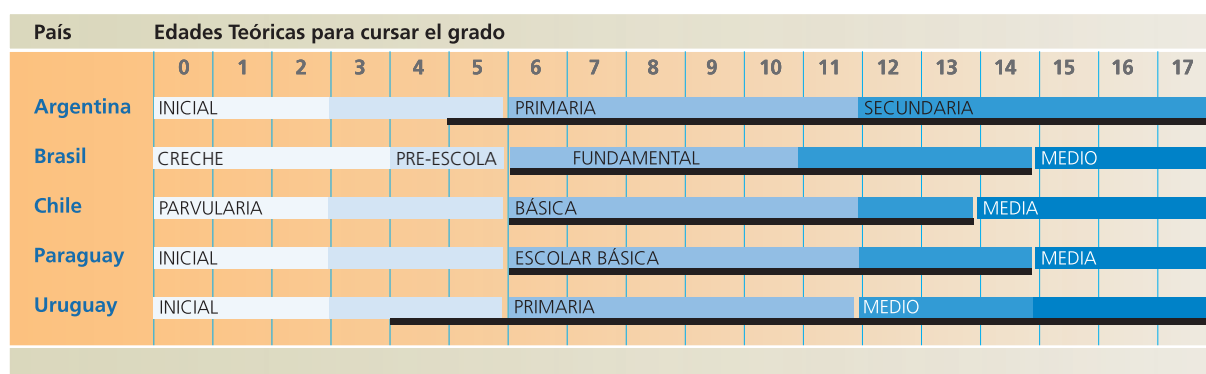 País Edades Teóricas para cursar el grado
0 1 2 3 4 5 6 7 8 9 10 11 12 13 14 15 16 17
Argentina INICIAL PRIMARIA SECUNDARIA
Brasil CRECHE PRE-ESCOLA FUNDAMENTAL MEDIO
Chile PARVULARIA BÁSICA MEDIA
Paraguay INICIAL ESCOLAR BÁSICA MEDIA
Uruguay INICIAL PRIMARIA MEDIO